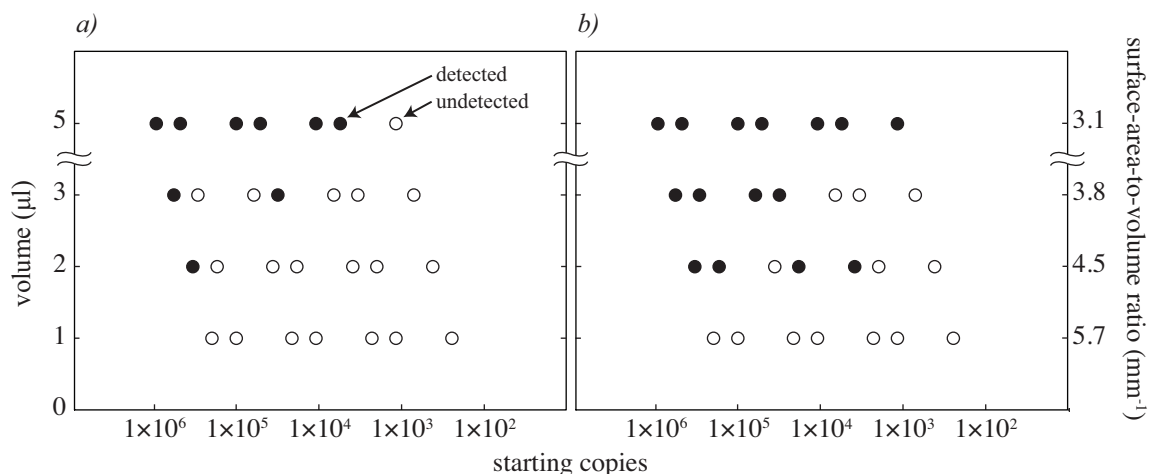 a)
b)
detected
undetected
5
3
2
1
0
volume (µl)
3.1
3.8
4.5
5.7
surface-area-to-volume ratio (mm⁻¹)
1×10⁶ 1×10⁵ 1×10⁴ 1×10³ 1×10²
1×10⁶ 1×10⁵ 1×10⁴ 1×10³ 1×10²
starting copies